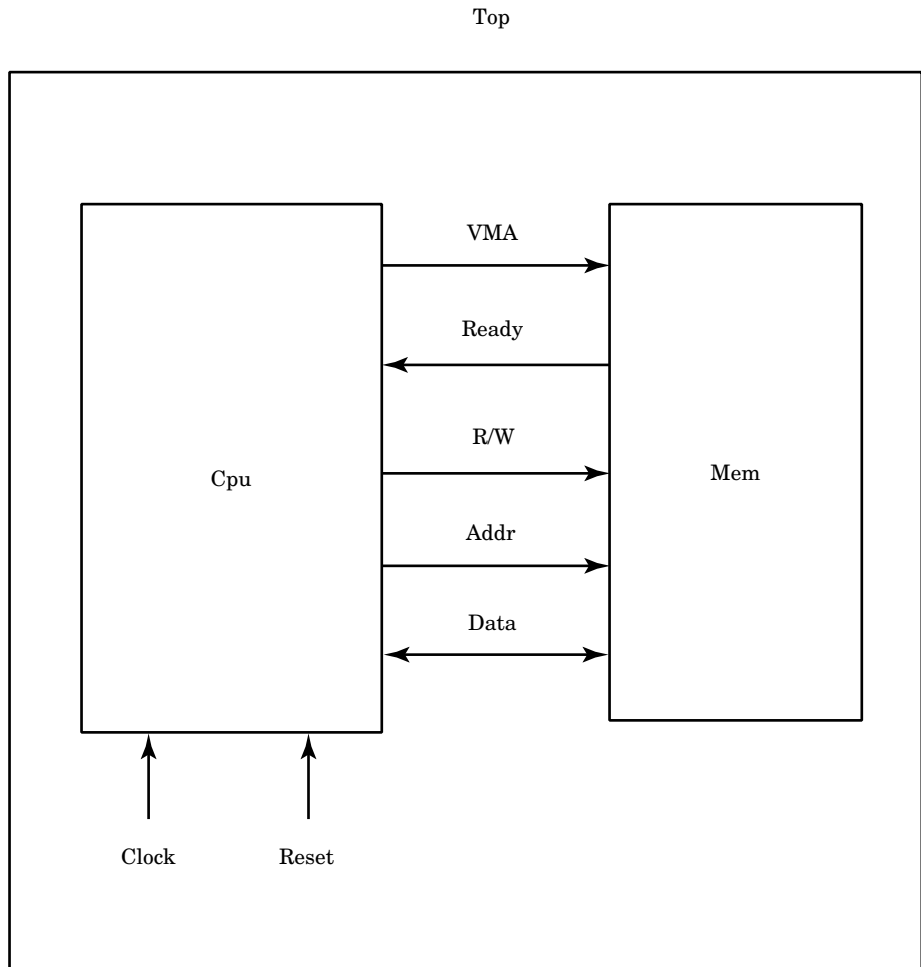 Top
VMA
Ready
R/W
Cpu
Mem
Addr
Data
Clock
Reset